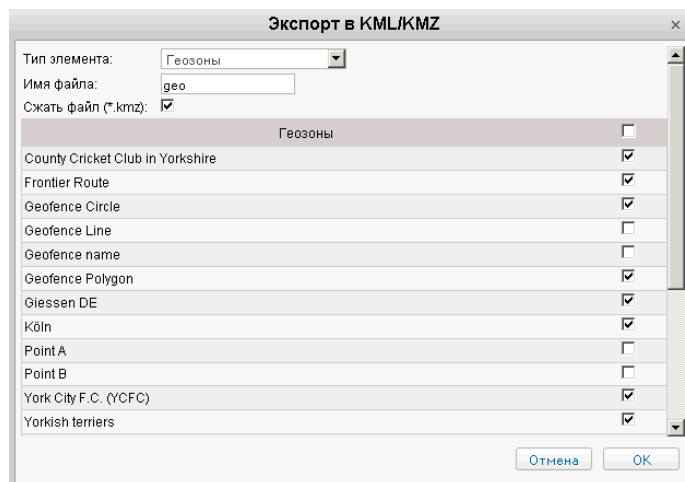 Экспорт в KML/KMZ
Тип элемента: Геозоны
Имя файла: geo
Сжать файл (*.kmz):
Геозоны
County Cricket Club in Yorkshire
Frontier Route
Geofence Circle
Geofence Line
Geofence name
Geofence Polygon
Giessen DE
Köln
Point A
Point B
York City F.C. (YCFC)
Yorkish terriers
Отмена OK